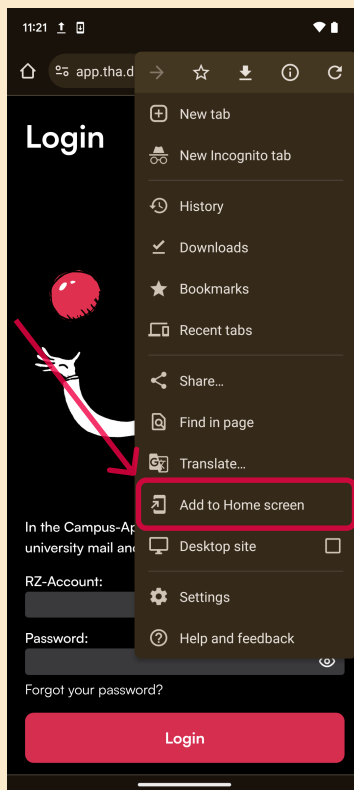 11:21
app.tha.d
Login
New tab
New Incognito tab
History
Downloads
Bookmarks
Recent tabs
Share...
Find in page
Translate...
Add to Home screen
Desktop site
Settings
Help and feedback
In the Campus-Ap
university mail an
RZ-Account:
Password:
Forgot your password?
Login